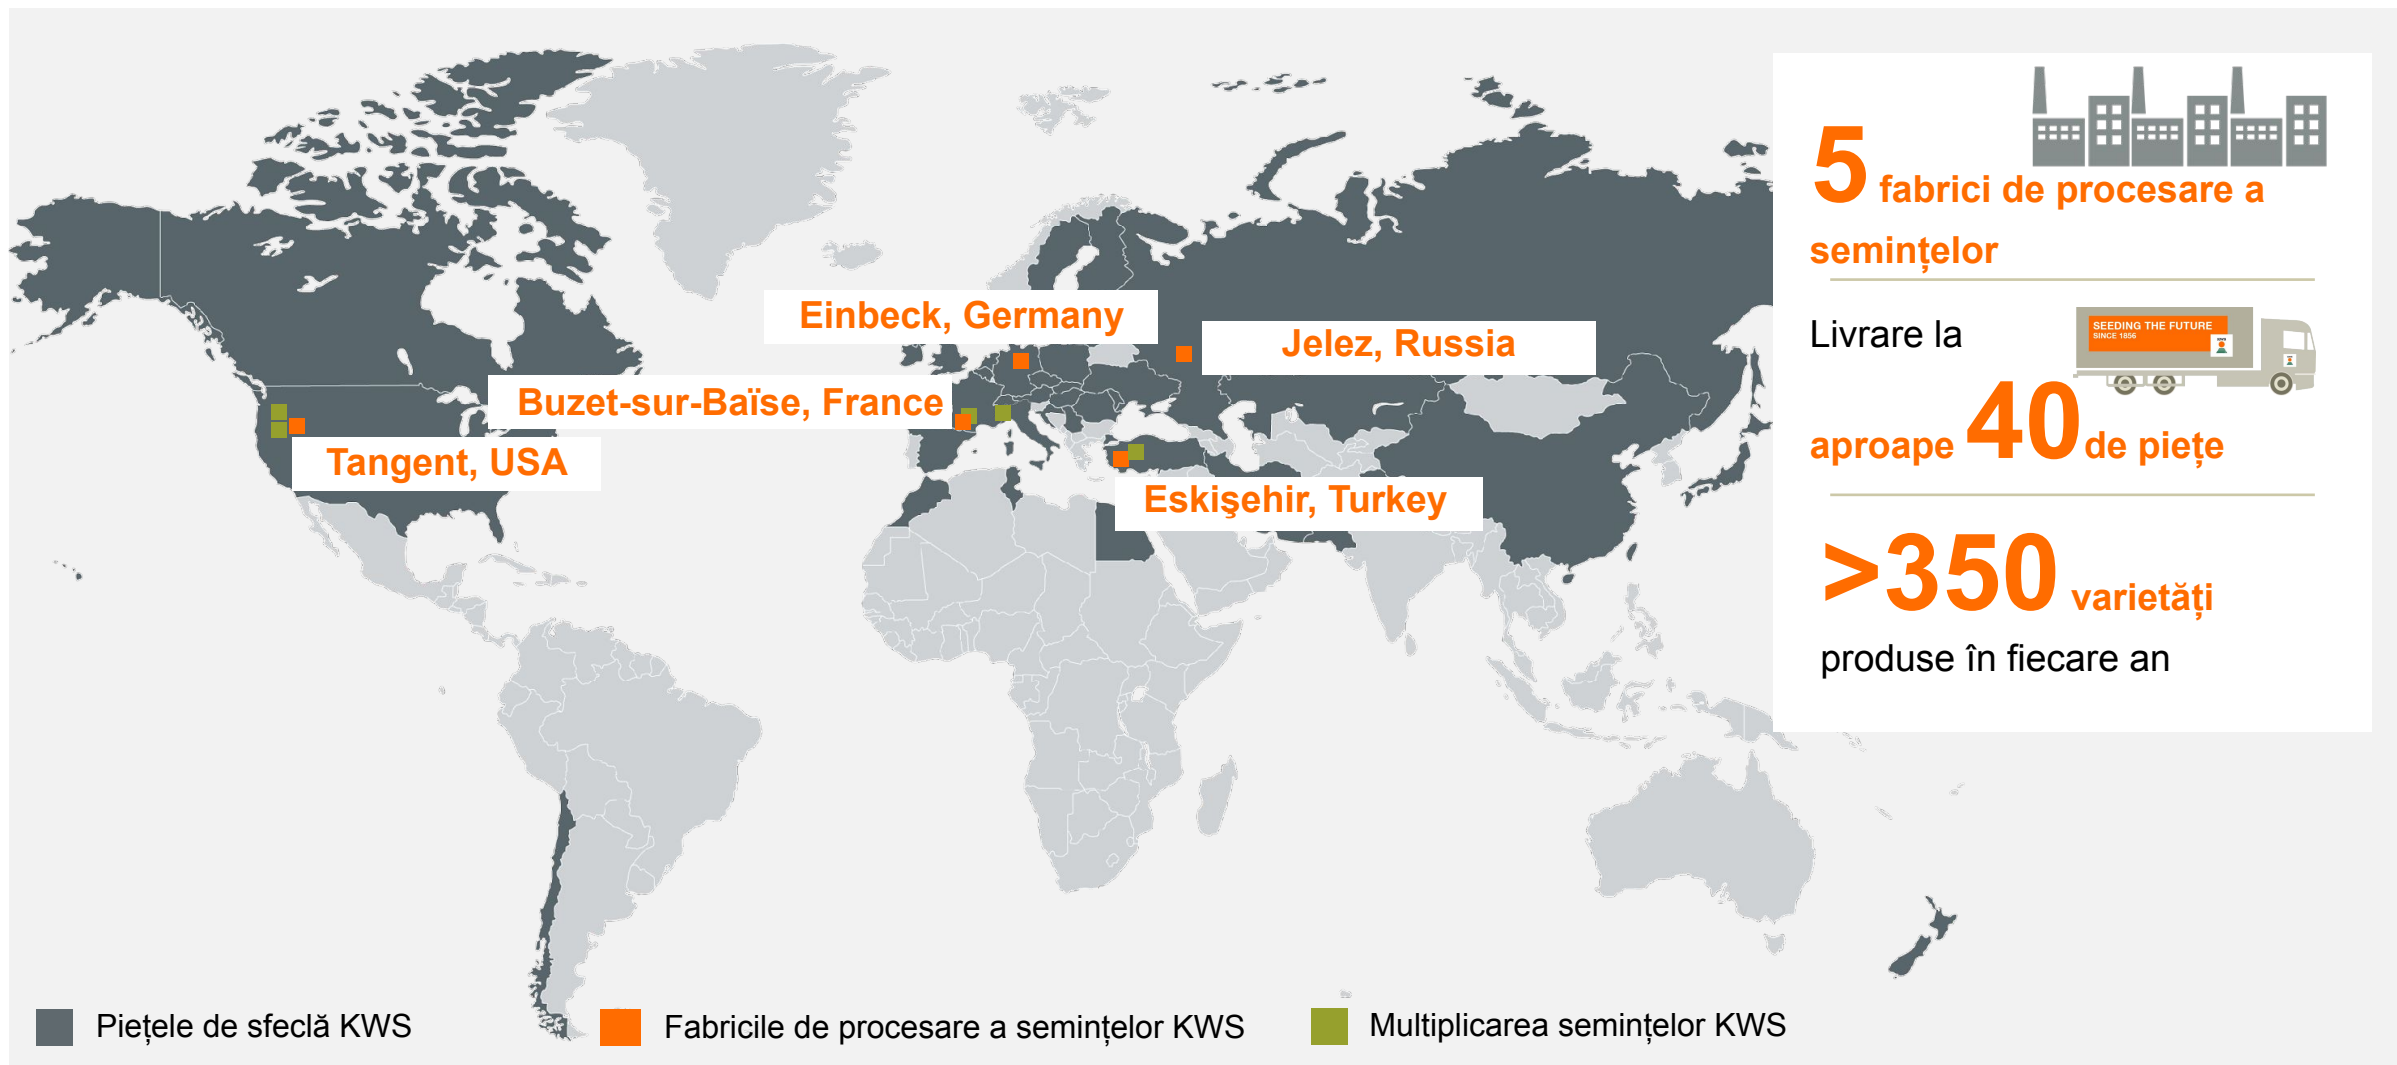 5 fabrici de procesare a
semințelor
Einbeck, Germany
Jelez, Russia
Livrare la
SEEDING THE FUTURE
SINCE 1856
KWS
Buzet-sur-Baïse, France
aproape 40 de piețe
Tangent, USA
Eskişehir, Turkey
>350 varietăți
produse în fiecare an
Piețele de sfeclă KWS
Fabricile de procesare a semințelor KWS
Multiplicarea semințelor KWS